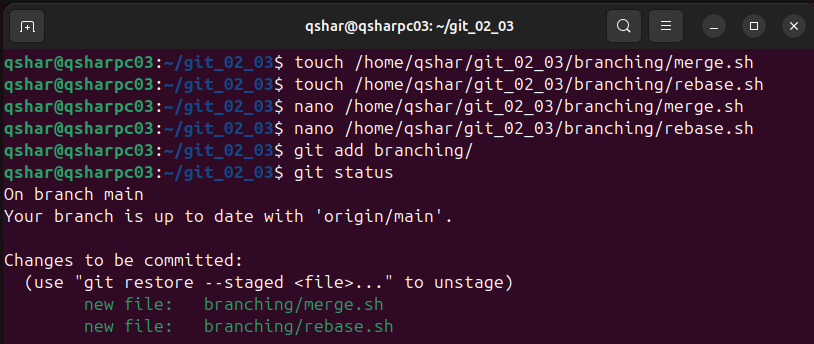 qshar@qsharpc03: ~/git_02_03
qshar@qsharpc03:~/git_02_03$ touch /home/qshar/git_02_03/branching/merge.sh
qshar@qsharpc03:~/git_02_03$ touch /home/qshar/git_02_03/branching/rebase.sh
qshar@qsharpc03:~/git_02_03$ nano /home/qshar/git_02_03/branching/merge.sh
qshar@qsharpc03:~/git_02_03$ nano /home/qshar/git_02_03/branching/rebase.sh
qshar@qsharpc03:~/git_02_03$ git add branching/
qshar@qsharpc03:~/git_02_03$ git status
On branch main
Your branch is up to date with 'origin/main'.
Changes to be committed:
  (use "git restore --staged <file>..." to unstage)
        new file:   branching/merge.sh
        new file:   branching/rebase.sh